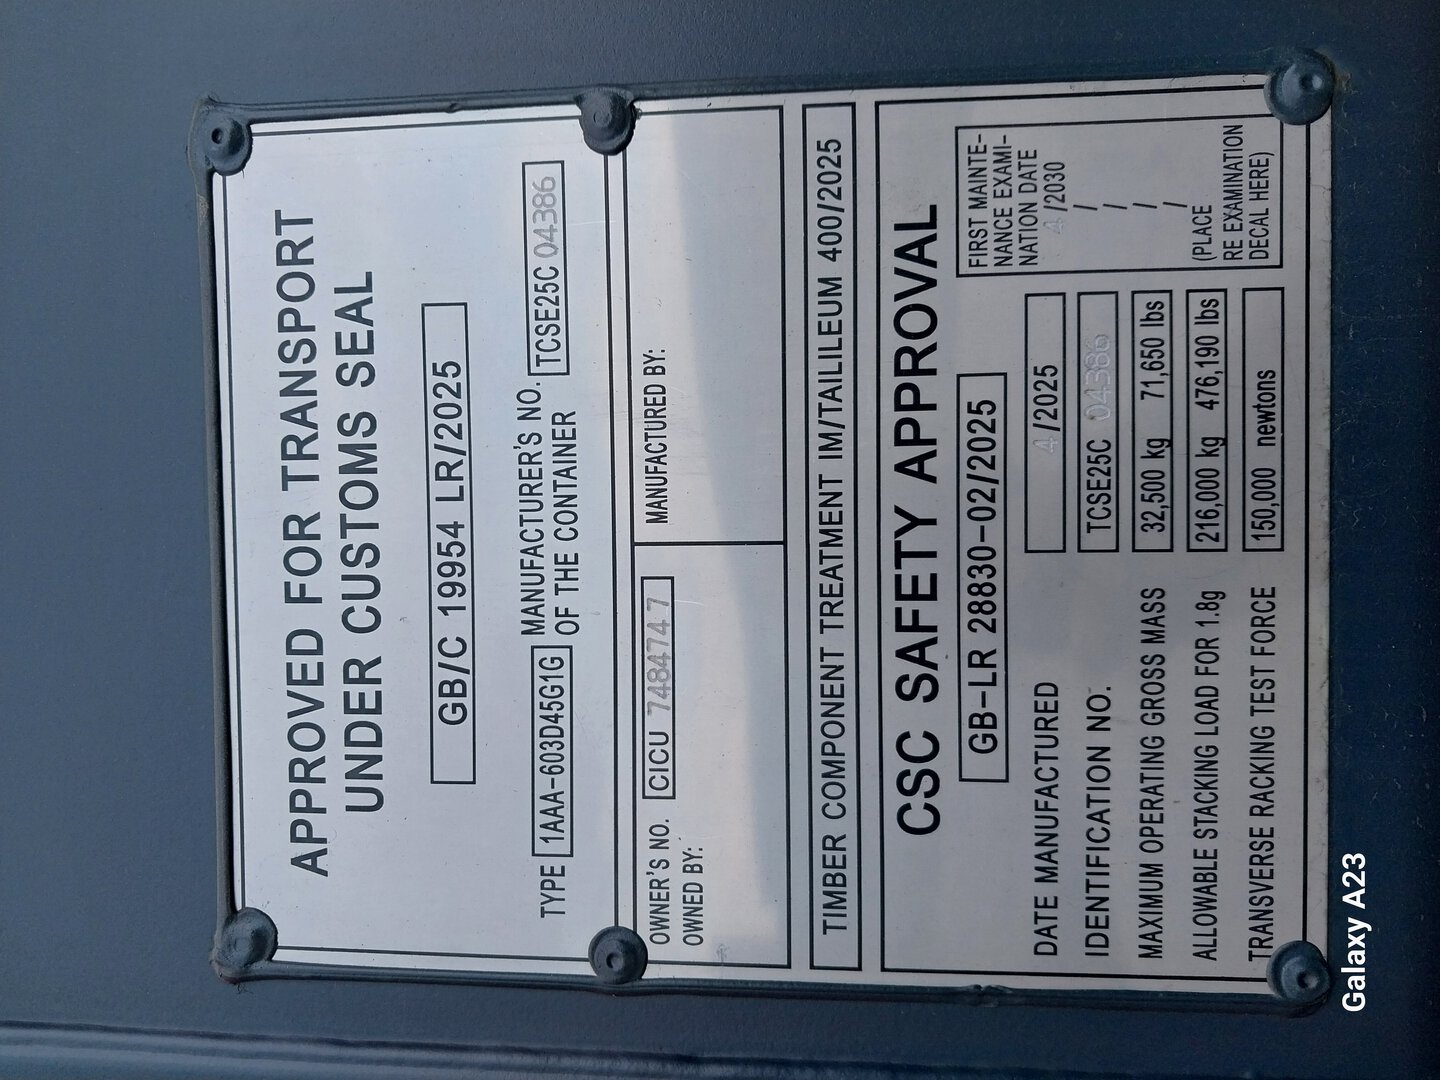 APPROVED FOR TRANSPORT
UNDER CUSTOMS SEAL
GB/C 19954 LR/2025
TYPE 1AAA-603D45G1G MANUFACTURER'S NO. OF THE CONTAINER TCSE25C 04386
OWNER'S NO. CICU 748474 7
OWNED BY:
MANUFACTURED BY:
TIMBER COMPONENT TREATMENT IM/TAILILEUM 400/2025
CSC SAFETY APPROVAL
GB-LR 28830-02/2025
DATE MANUFACTURED 4/2025
IDENTIFICATION NO. TCSE25C 04386
MAXIMUM OPERATING GROSS MASS 32,500 kg 71,650 lbs
ALLOWABLE STACKING LOAD FOR 1.8g 216,000 kg 476,190 lbs
TRANSVERSE RACKING TEST FORCE 150,000 newtons
FIRST MAINTE-
NANCE EXAMI-
NATION DATE
4/2030
/
/
/
/
(PLACE
RE EXAMINATION
DECAL HERE)
Galaxy A23